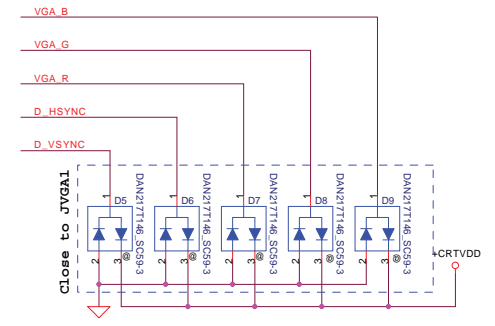 VGA_B
VGA_G
VGA_R
D_HSYNC
D_VSYNC
Close to JVGA1
1
D5
2
3
@
DAN217T146_SC59-3
1
D6
2
3
@
DAN217T146_SC59-3
1
D7
2
3
@
DAN217T146_SC59-3
1
D8
2
3
@
DAN217T146_SC59-3
1
D9
2
3
@
DAN217T146_SC59-3
+CRTVDD